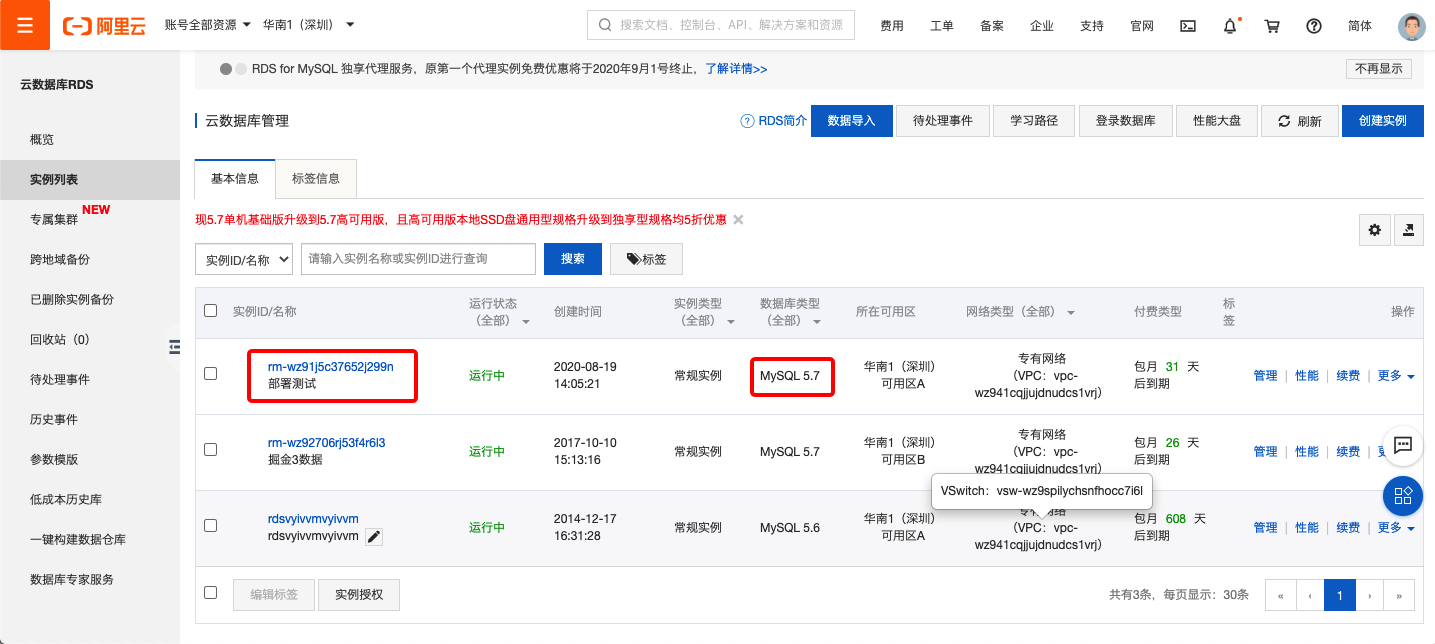 阿里云
账号全部资源
华南1（深圳）
搜索文档、控制台、API、解决方案和资源
费用
工单
备案
企业
支持
官网
简体
云数据库RDS
概览
实例列表
专属集群 NEW
跨地域备份
已删除实例备份
回收站（0）
待处理事件
历史事件
参数模版
低成本历史库
一键构建数据仓库
数据库专家服务
RDS for MySQL 独享代理服务，原第一个代理实例免费优惠将于2020年9月1号终止，了解详情>>
不再显示
云数据库管理
RDS简介
数据导入
待处理事件
学习路径
登录数据库
性能大盘
刷新
创建实例
基本信息
标签信息
现5.7单机基础版升级到5.7高可用版，且高可用版本地SSD盘通用型规格升级到独享型规格均5折优惠
实例ID/名称
请输入实例名称或实例ID进行查询
搜索
标签
实例ID/名称
运行状态
（全部）
创建时间
实例类型
（全部）
数据库类型
（全部）
所在可用区
网络类型（全部）
付费类型
标
签
操作
rm-wz91j5c37652j299n
部署测试
运行中
2020-08-19
14:05:21
常规实例
MySQL 5.7
华南1（深圳）
可用区A
专有网络
（VPC：vpc-
wz941cqjjujdnudcs1vrj）
包月 31 天
后到期
管理
性能
续费
更多
rm-wz92706rj53f4r6l3
掘金3数据
运行中
2017-10-10
15:13:16
常规实例
MySQL 5.7
华南1（深圳）
可用区B
专有网络
（VPC：vpc-
wz941cqjjujdnudcs1vrj）
包月 26 天
后到期
管理
性能
续费
VSwitch：vsw-wz9spilychsnfhocc7i6l
rdsvyivvmvyivvm
rdsvyivvmvyivvm
运行中
2014-12-17
16:31:28
常规实例
MySQL 5.6
华南1（深圳）
可用区A
专有网络
（VPC：vpc-
wz941cqjjujdnudcs1vrj）
包月 608 天
后到期
管理
性能
续费
更多
编辑标签
实例授权
共有3条，每页显示：30条
«
‹
1
›
»